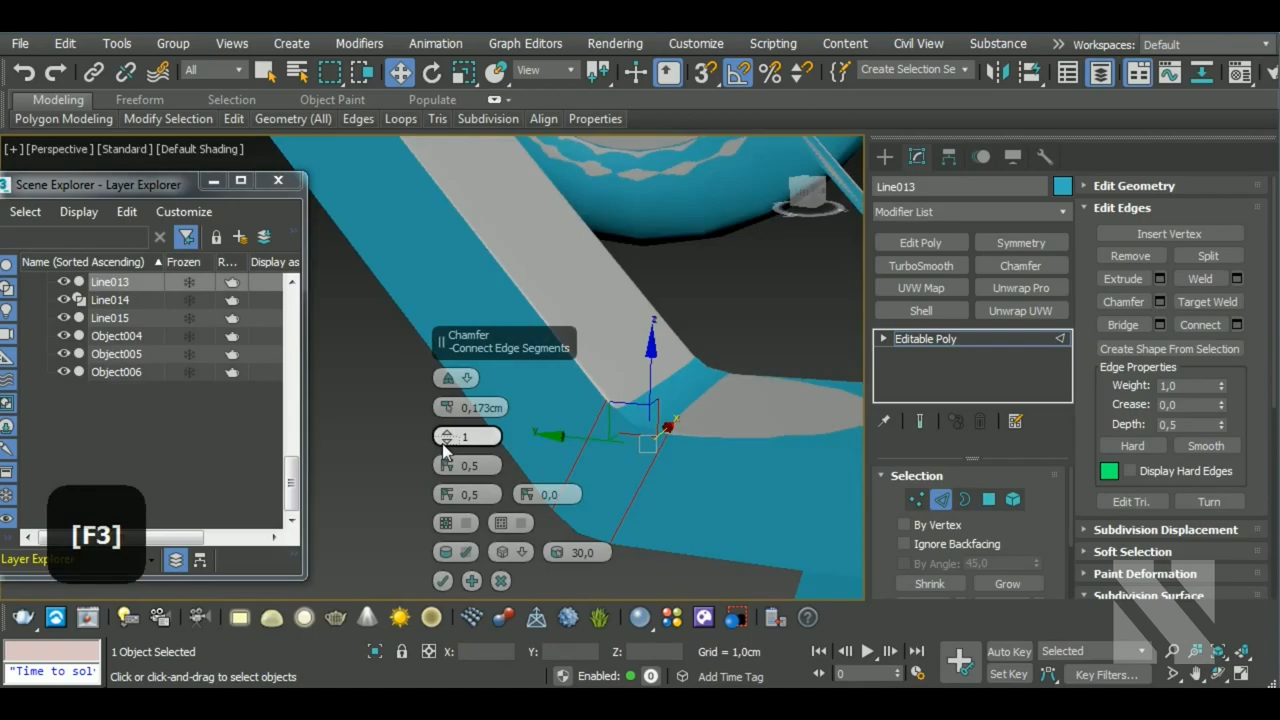 File Edit Tools Group Views Create Modifiers Animation Graph Editors Rendering Customize Scripting Content Civil View Substance Workspaces: Default
All View Create Selection Se
Modeling Freeform Selection Object Paint Populate
Polygon Modeling Modify Selection Edit Geometry (All) Edges Loops Tris Subdivision Align Properties
[+] [Perspective] [Standard] [Default Shading]
Scene Explorer - Layer Explorer
Select Display Edit Customize
Name (Sorted Ascending) Frozen R... Display as
Line013
Line014
Line015
Object004
Object005
Object006
[F3]
Chamfer
-Connect Edge Segments
0,173cm
1
0,5
0,5 0,0
30,0
z
y
x
Line013
Modifier List
Edit Poly Symmetry
TurboSmooth Chamfer
UVW Map Unwrap Pro
Shell Unwrap UVW
Editable Poly
Selection
By Vertex
Ignore Backfacing
By Angle: 45,0
Shrink Grow
Edit Geometry
Edit Edges
Insert Vertex
Remove Split
Extrude Weld
Chamfer Target Weld
Bridge Connect
Create Shape From Selection
Edge Properties
Weight: 1,0
Crease: 0,0
Depth: 0,5
Hard Smooth
Display Hard Edges
Edit Tri. Turn
Subdivision Displacement
Soft Selection
Paint Deformation
Subdivision Surface
1 Object Selected X: Y: Z: Grid = 1,0cm Auto Key Selected
"Time to sol Click or click-and-drag to select objects Enabled: 0 Add Time Tag 0 Set Key Key Filters...